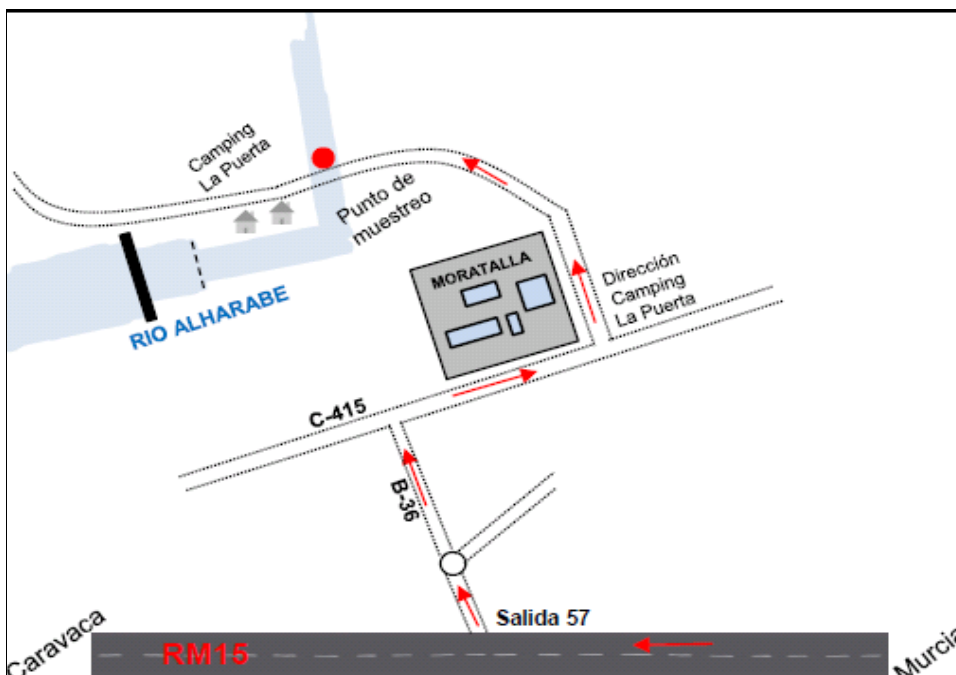 Camping
La Puerta
Punto de
muestreo
MORATALLA
Dirección
Camping
La Puerta
RIO ALHARABE
C-415
B-36
Salida 57
Caravaca
RM15
Murcia